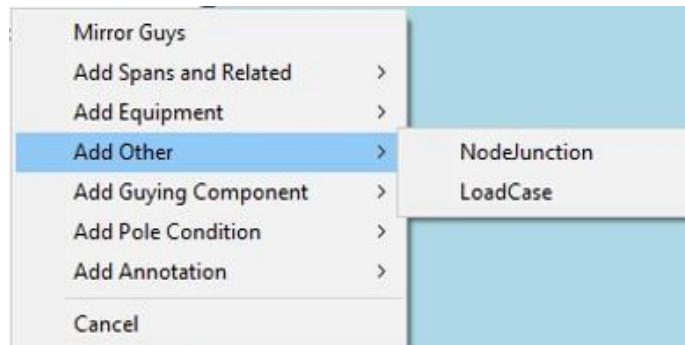 Mirror Guys
Add Spans and Related
Add Equipment
Add Other
NodeJunction
Add Guying Component
LoadCase
Add Pole Condition
Add Annotation
Cancel